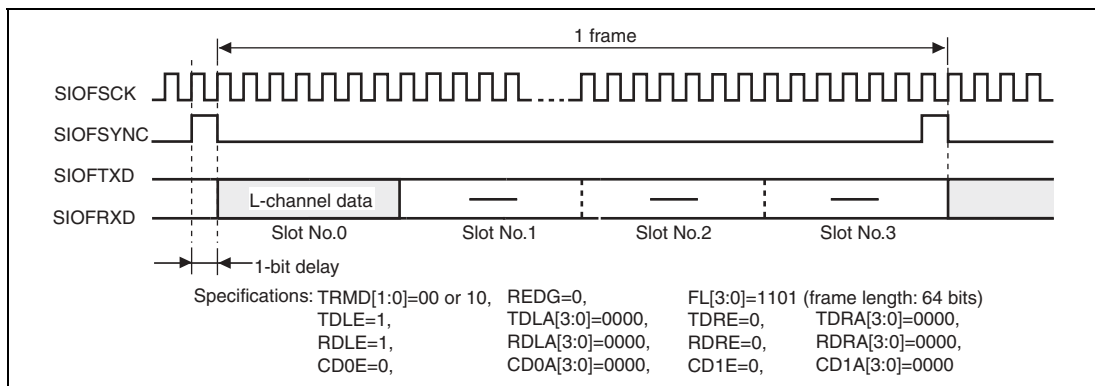 1 frame
SIOFSCK
SIOFSYNC
SIOFTXD
L-channel data
SIOFRXD
Slot No.0 Slot No.1 Slot No.2 Slot No.3
1-bit delay
Specifications: TRMD[1:0]=00 or 10, REDG=0, FL[3:0]=1101 (frame length: 64 bits)
TDLE=1, TDLA[3:0]=0000, TDRE=0, TDRA[3:0]=0000,
RDLE=1, RDLA[3:0]=0000, RDRE=0, RDRA[3:0]=0000,
CD0E=0, CD0A[3:0]=0000, CD1E=0, CD1A[3:0]=0000